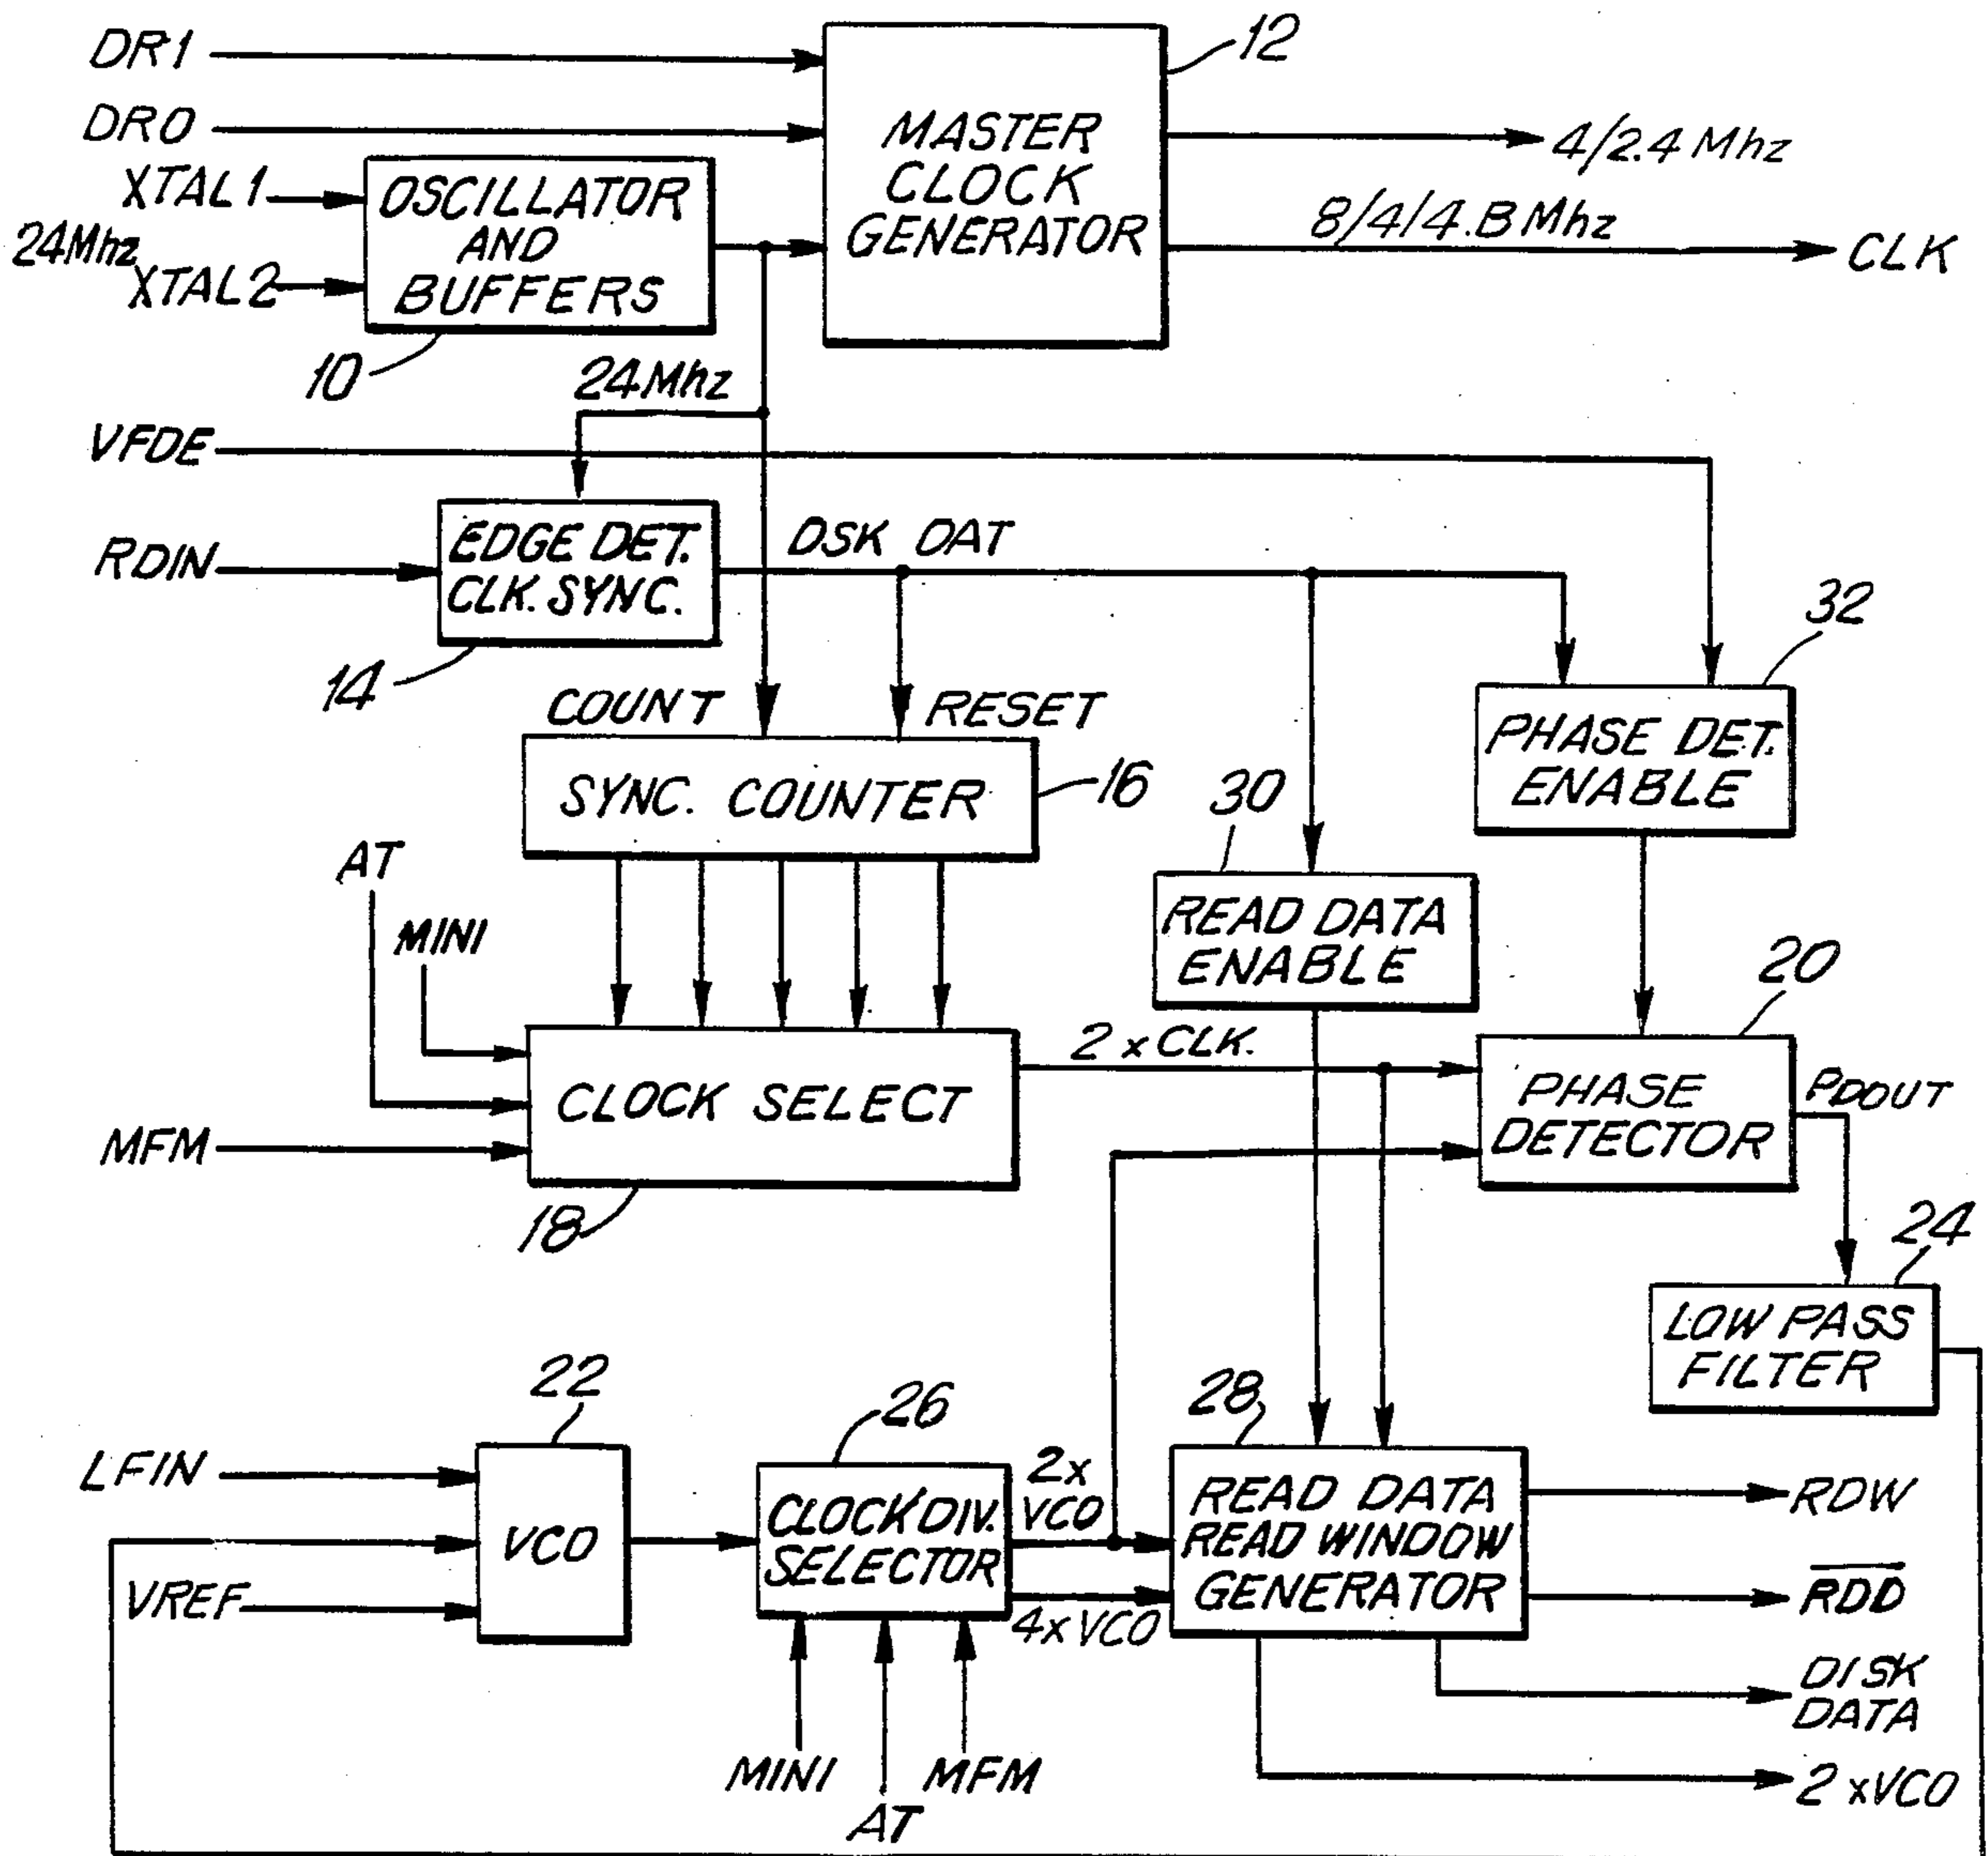 DR1
12
DR0
MASTER
CLOCK
GENERATOR
4/2.4 Mhz
XTAL1
24Mhz
XTAL2
OSCILLATOR
AND
BUFFERS
8/4/4.B Mhz
CLK
10
24Mhz
VFDE
RDIN
EDGE DET.
CLK. SYNC.
DSK OAT
14
32
COUNT
RESET
PHASE DET.
ENABLE
SYNC. COUNTER
16
30
AT
MINI
READ DATA
ENABLE
20
2 x CLK.
CLOCK SELECT
PHASE
DETECTOR
PDOUT
MFM
18
24
LOW PASS
FILTER
22
26
28
LFIN
VCO
CLOCK DIV.
SELECTOR
2x
VCO
READ DATA
READ WINDOW
GENERATOR
RDW
VREF
4x VCO
R̅D̅D̅
DISK
DATA
MINI
AT
MFM
2 xVCO